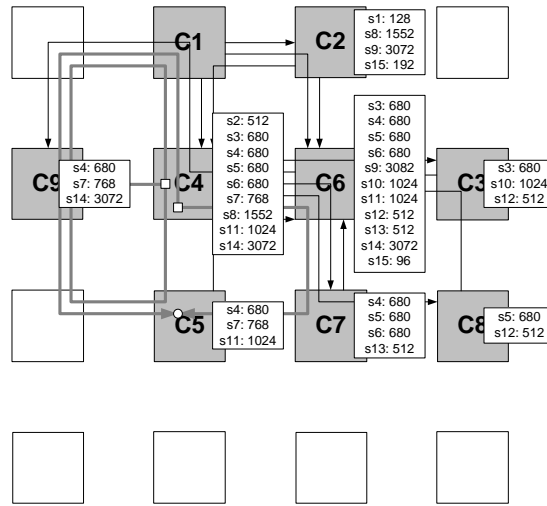 C1
C2
s1: 128
s8: 1552
s9: 3072
s15: 192
C9
s4: 680
s7: 768
s14: 3072
C4
s2: 512
s3: 680
s4: 680
s5: 680
s6: 680
s7: 768
s8: 1552
s11: 1024
s14: 3072
C6
s3: 680
s4: 680
s5: 680
s6: 680
s9: 3082
s10: 1024
s11: 1024
s12: 512
s13: 512
s14: 3072
s15: 96
C3
s3: 680
s10: 1024
s12: 512
C5
s4: 680
s7: 768
s11: 1024
C7
s4: 680
s5: 680
s6: 680
s13: 512
C8
s5: 680
s12: 512